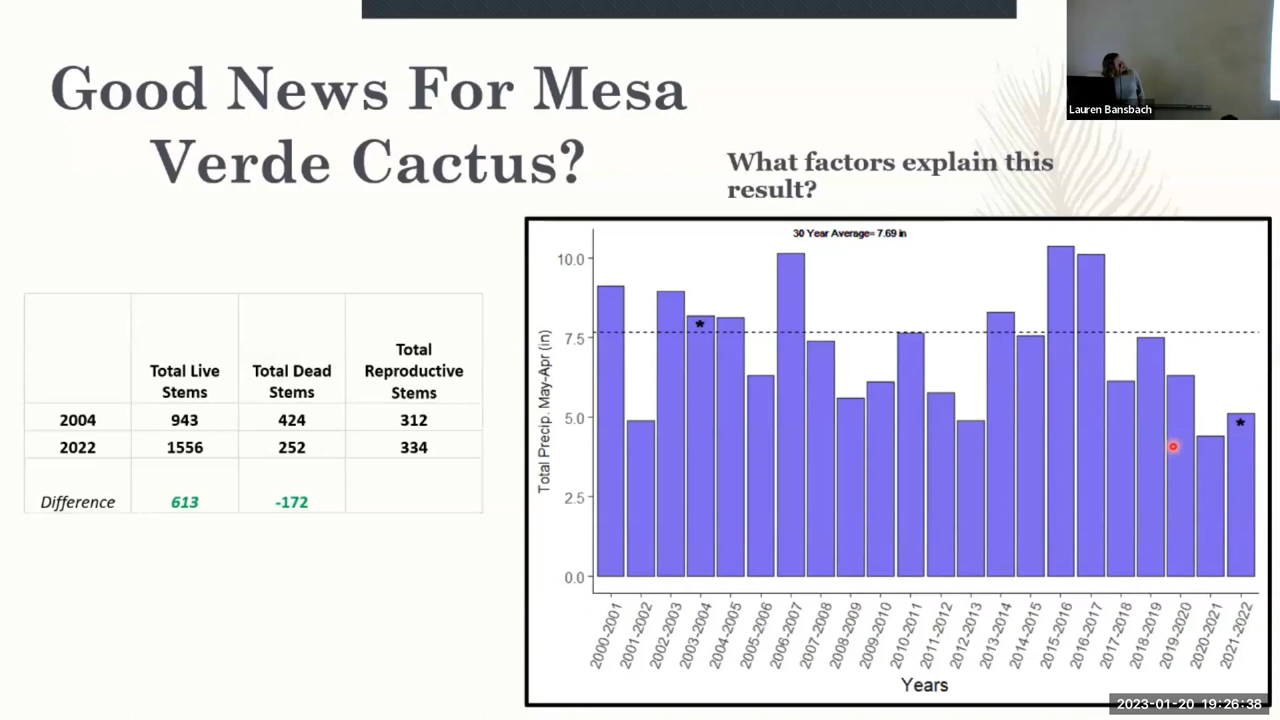 Good News For Mesa
Verde Cactus?
Lauren Bansbach
What factors explain this
result?
Total Live
Stems
Total Dead
Stems
Total
Reproductive
Stems
2004 943 424 312
2022 1556 252 334
Difference 613 -172
30 Year Average= 7.69 in
Total Precip. May-Apr (in)
10.0
7.5
5.0
2.5
0.0
*
*
2000-2001
2001-2002
2002-2003
2003-2004
2004-2005
2005-2006
2006-2007
2007-2008
2008-2009
2009-2010
2010-2011
2011-2012
2012-2013
2013-2014
2014-2015
2015-2016
2016-2017
2017-2018
2018-2019
2019-2020
2020-2021
2021-2022
Years
2023-01-20 19:26:38